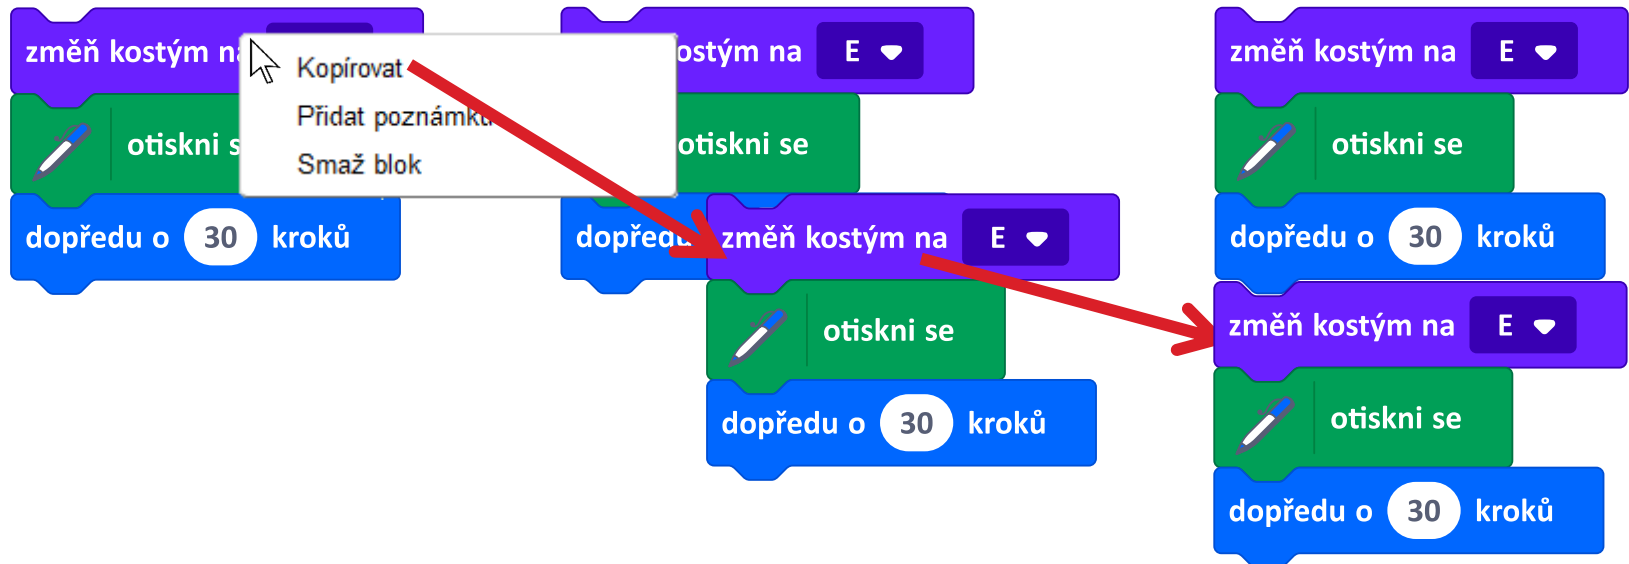 změň kostým na
Kopírovat
Přidat poznámku
Smaž blok
otiskni s
dopředu o 30 kroků
ostým na E
otiskni se
dopředu
změň kostým na E
otiskni se
dopředu o 30 kroků
změň kostým na E
otiskni se
dopředu o 30 kroků
změň kostým na E
otiskni se
dopředu o 30 kroků